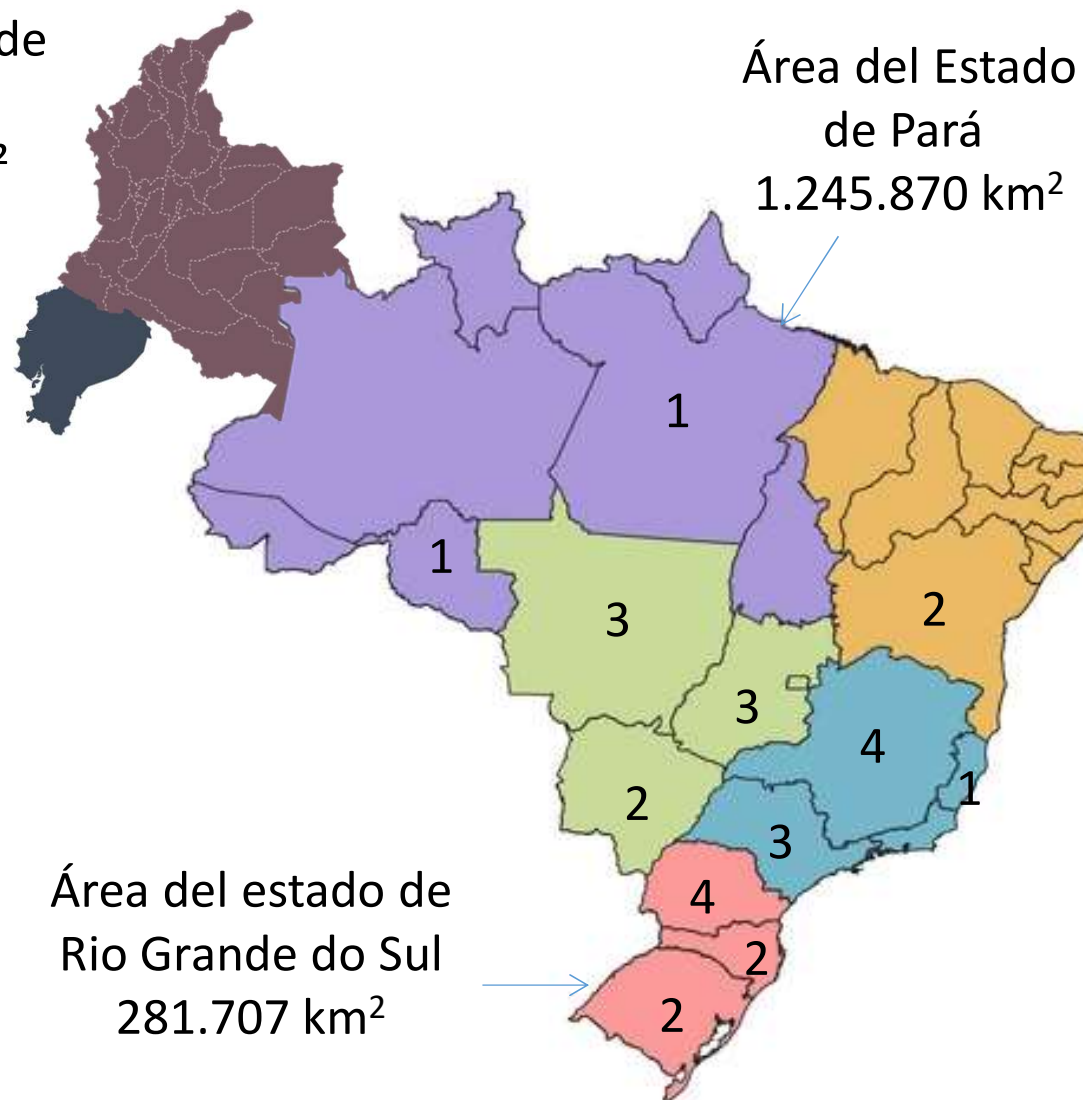 de
2
Área del Estado
de Pará
1.245.870 km²
1
1
3
2
3
4
1
2
3
4
2
2
Área del estado de
Rio Grande do Sul
281.707 km²